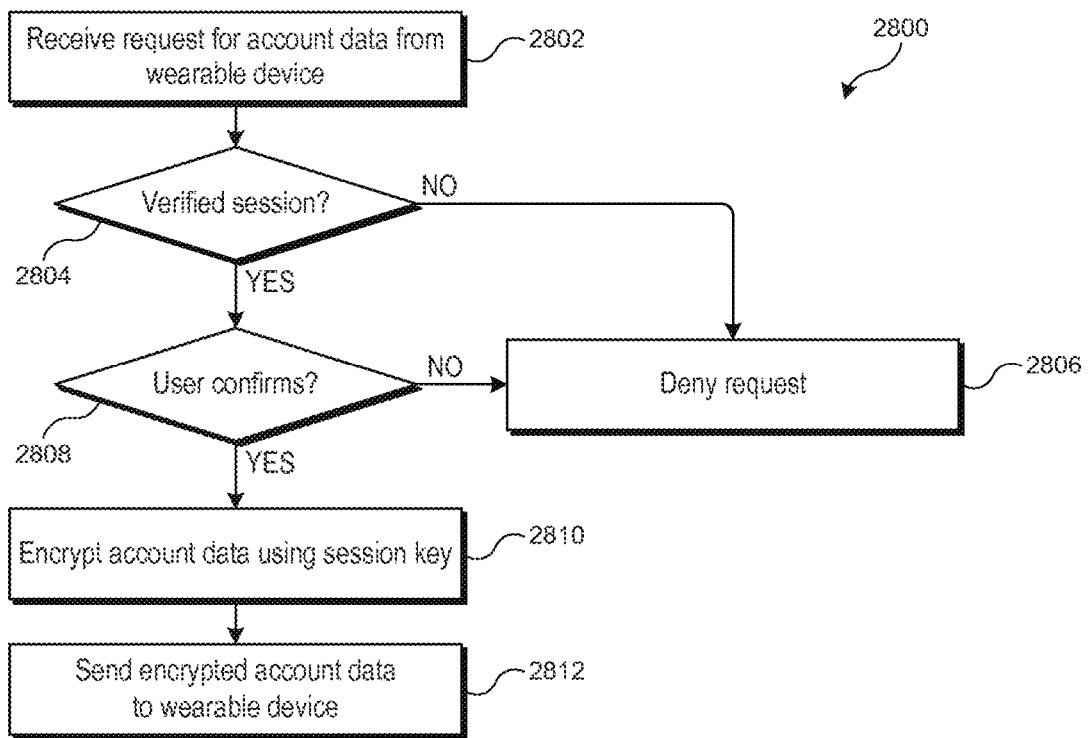 Receive request for account data from
wearable device
2802
2800
Verified session?
NO
2804
YES
User confirms?
NO
Deny request
2806
2808
YES
Encrypt account data using session key
2810
Send encrypted account data
to wearable device
2812